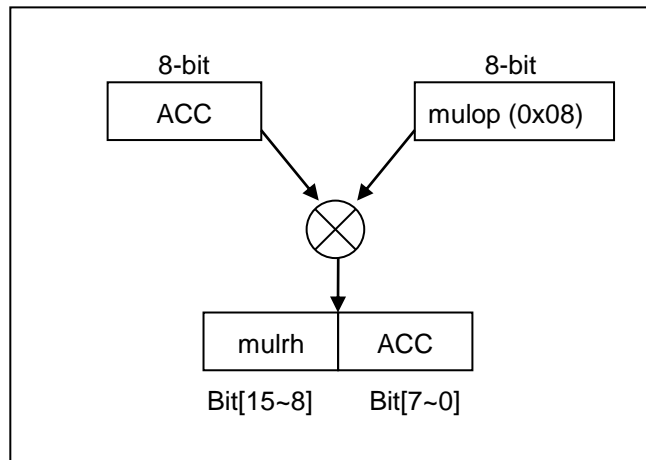 8-bit
8-bit
ACC
mulop (0x08)
mulrh
ACC
Bit[15~8]
Bit[7~0]